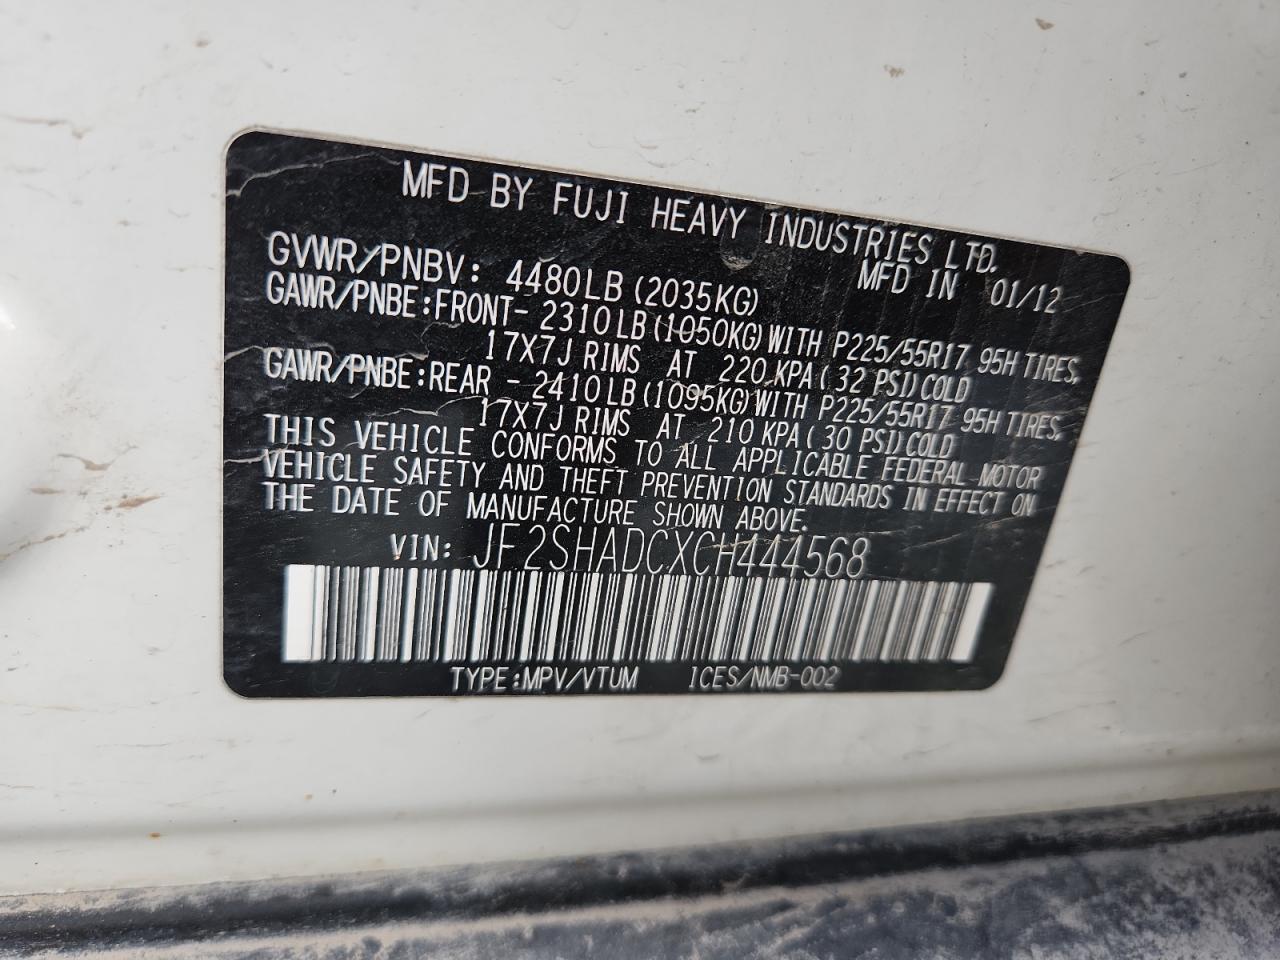 MFD BY FUJI HEAVY INDUSTRIES LTD.
MFD IN 01/12
GVWR/PNBV: 4480LB (2035KG)
GAWR/PNBE:FRONT- 2310LB (1050KG) WITH P225/55R17 95H TIRES,
17X7J RIMS AT 220 KPA ( 32 PSI) COLD
GAWR/PNBE:REAR - 2410LB (1095KG) WITH P225/55R17 95H TIRES,
17X7J RIMS AT 210 KPA ( 30 PSI) COLD
THIS VEHICLE CONFORMS TO ALL APPLICABLE FEDERAL MOTOR
VEHICLE SAFETY AND THEFT PREVENTION STANDARDS IN EFFECT ON
THE DATE OF MANUFACTURE SHOWN ABOVE.
VIN: JF2SHADCXCH444568
TYPE:MPV/VTUM ICES/NMB-002